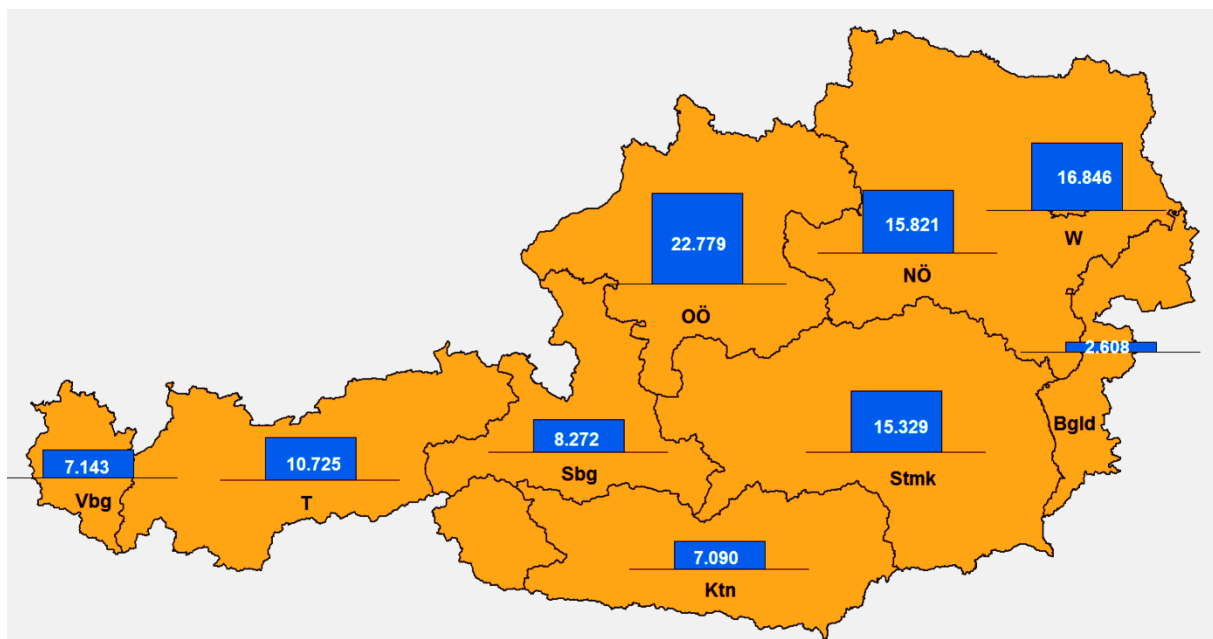 16.846
W
15.821
NÖ
22.779
OÖ
2.608
Bgld
15.329
Stmk
8.272
Sbg
10.725
T
7.143
Vbg
7.090
Ktn